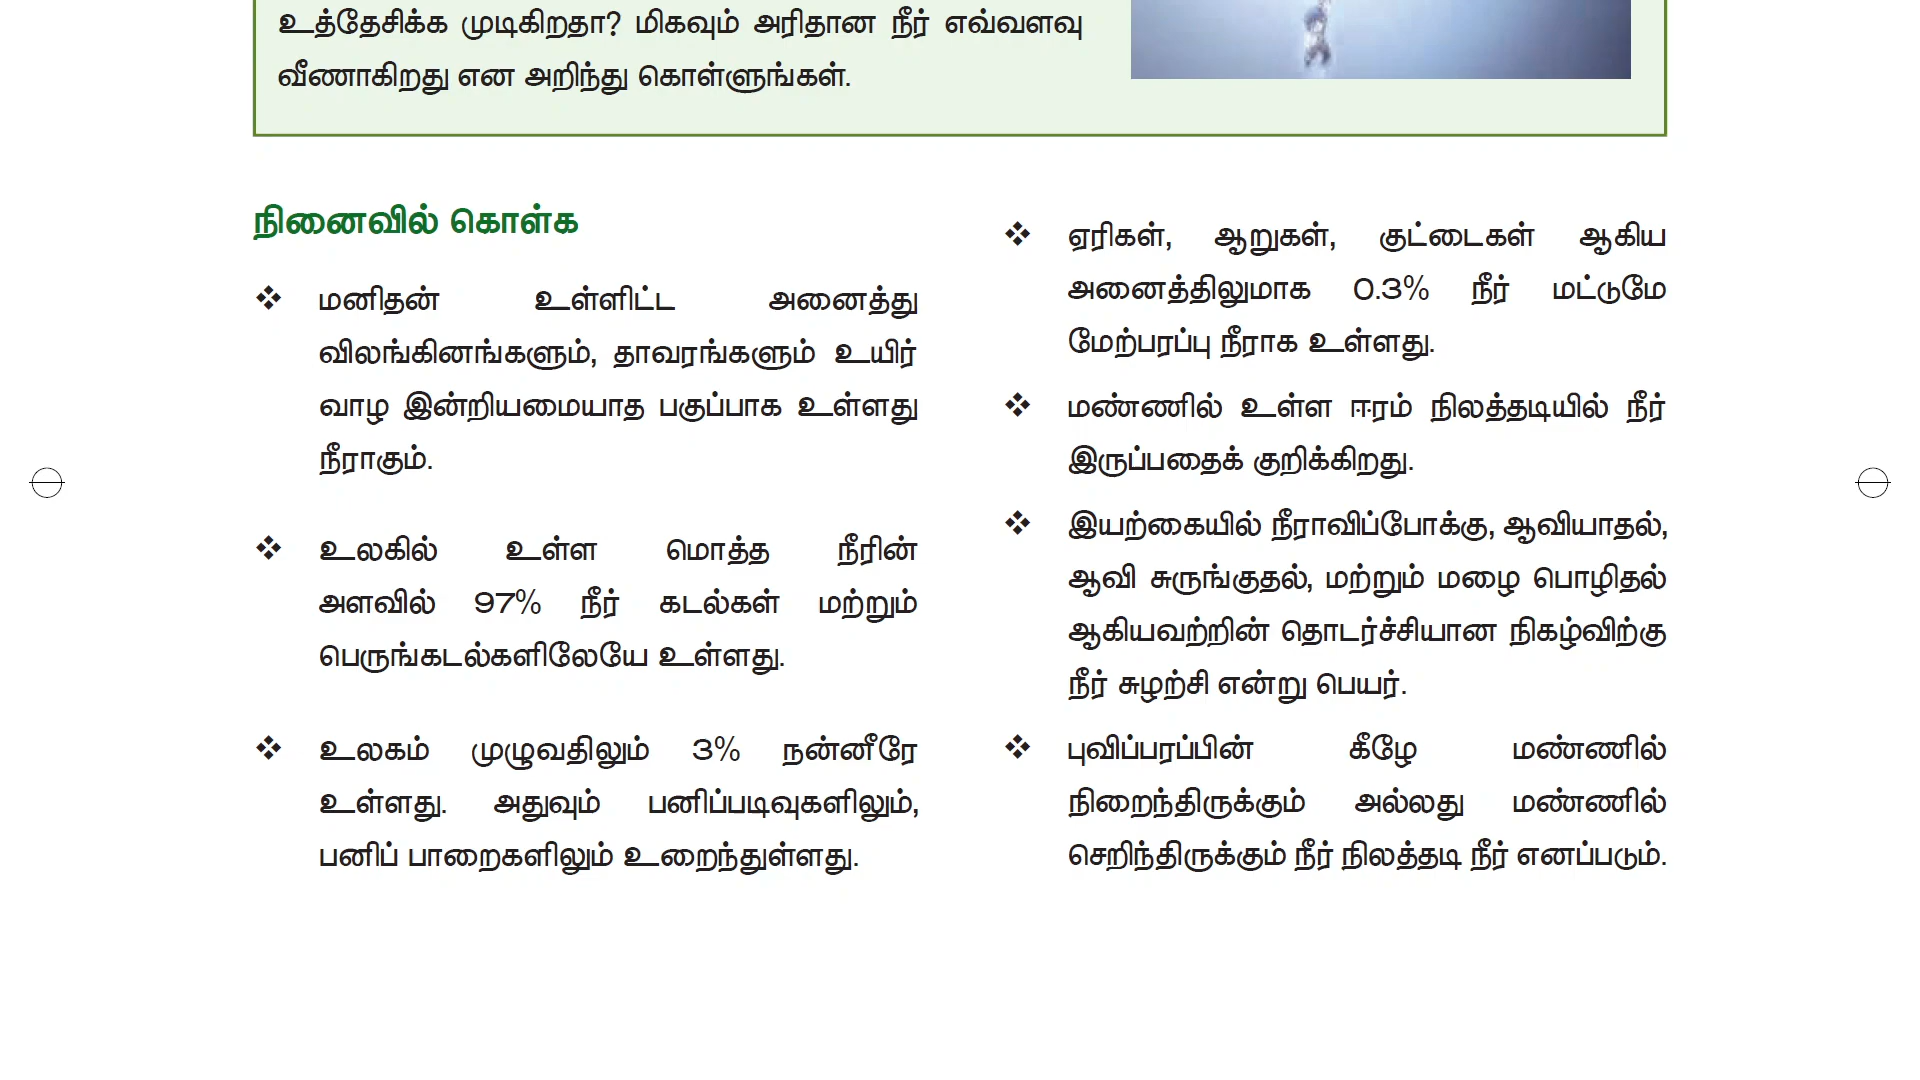 உத்தேசிக்க முடிகிறதா? மிகவும் அரிதான நீர் எவ்வளவு
வீணாகிறது என அறிந்து கொள்ளுங்கள்.
நினைவில் கொள்க
❖ மனிதன் உள்ளிட்ட அனைத்து
விலங்கினங்களும், தாவரங்களும் உயிர்
வாழ இன்றியமையாத பகுப்பாக உள்ளது
நீராகும்.
❖ உலகில் உள்ள மொத்த நீரின்
அளவில் 97% நீர் கடல்கள் மற்றும்
பெருங்கடல்களிலேயே உள்ளது.
❖ உலகம் முழுவதிலும் 3% நன்னீரே
உள்ளது. அதுவும் பனிப்படிவுகளிலும்,
பனிப் பாறைகளிலும் உறைந்துள்ளது.
❖ ஏரிகள், ஆறுகள், குட்டைகள் ஆகிய
அனைத்திலுமாக 0.3% நீர் மட்டுமே
மேற்பரப்பு நீராக உள்ளது.
❖ மண்ணில் உள்ள ஈரம் நிலத்தடியில் நீர்
இருப்பதைக் குறிக்கிறது.
❖ இயற்கையில் நீராவிப்போக்கு, ஆவியாதல்,
ஆவி சுருங்குதல், மற்றும் மழை பொழிதல்
ஆகியவற்றின் தொடர்ச்சியான நிகழ்விற்கு
நீர் சுழற்சி என்று பெயர்.
❖ புவிப்பரப்பின் கீழே மண்ணில்
நிறைந்திருக்கும் அல்லது மண்ணில்
செறிந்திருக்கும் நீர் நிலத்தடி நீர் எனப்படும்.